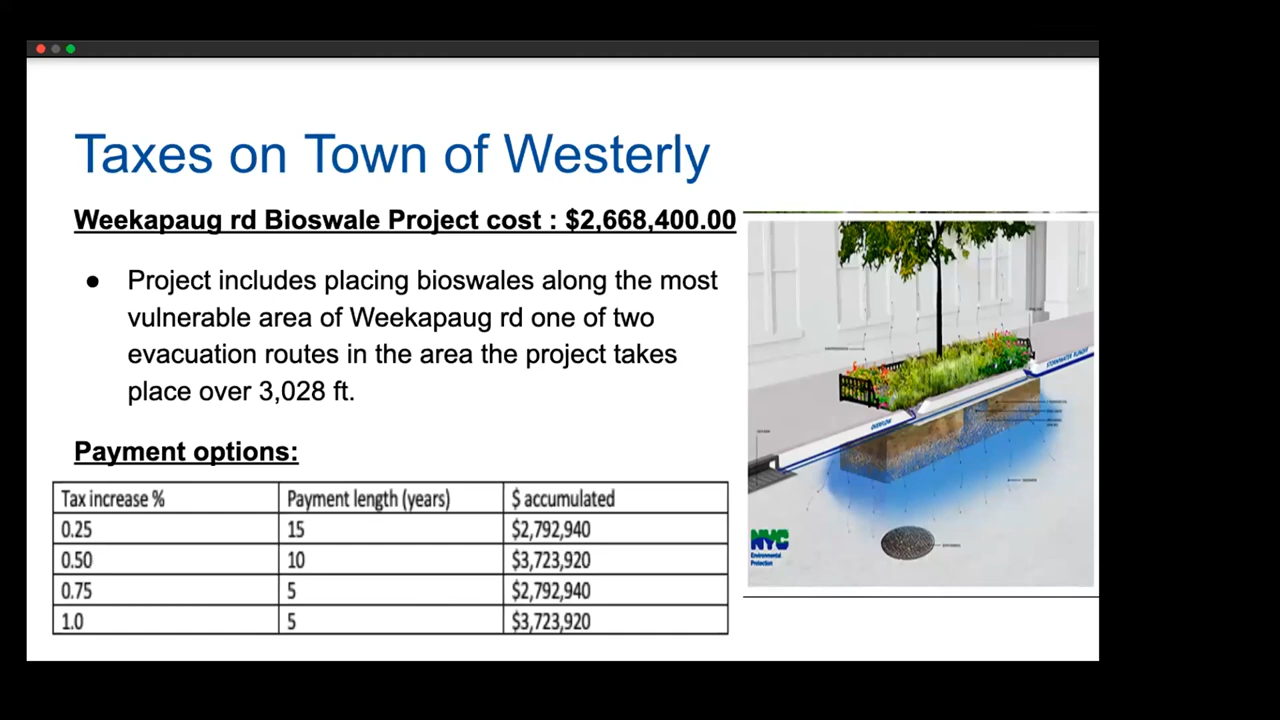 Taxes on Town of Westerly
Weekapaug rd Bioswale Project cost : $2,668,400.00
● Project includes placing bioswales along the most
vulnerable area of Weekapaug rd one of two
evacuation routes in the area the project takes
place over 3,028 ft.
Payment options:
Tax increase % Payment length (years) $ accumulated
0.25 15 $2,792,940
0.50 10 $3,723,920
0.75 5 $2,792,940
1.0 5 $3,723,920
STORMWATER RUNOFF
OVERFLOW
NYC
Environmental
Protection